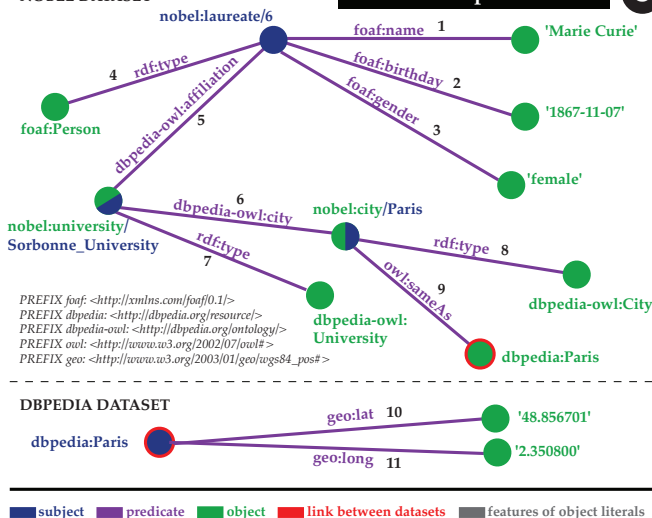 NOBEL DATASET
nobel:laureate/6
foaf:name 1 'Marie Curie'
foaf:birthday 2 '1867-11-07'
foaf:gender 3 'female'
4 rdf:type
foaf:Person
dbpedia-owl:affiliation
5
nobel:university/
Sorbonne_University
6
dbpedia-owl:city
nobel:city/Paris
rdf:type
7
dbpedia-owl:
University
rdf:type 8
dbpedia-owl:City
owl:sameAs 9
dbpedia:Paris
PREFIX foaf: <http://xmlns.com/foaf/0.1/>
PREFIX dbpedia: <http://dbpedia.org/resource/>
PREFIX dbpedia-owl: <http://dbpedia.org/ontology/>
PREFIX owl: <http://www.w3.org/2002/07/owl#>
PREFIX geo: <http://www.w3.org/2003/01/geo/wgs84_pos#>
DBPEDIA DATASET
dbpedia:Paris
geo:lat 10 '48.856701'
geo:long 11 '2.350800'
subject predicate object link between datasets features of object literals